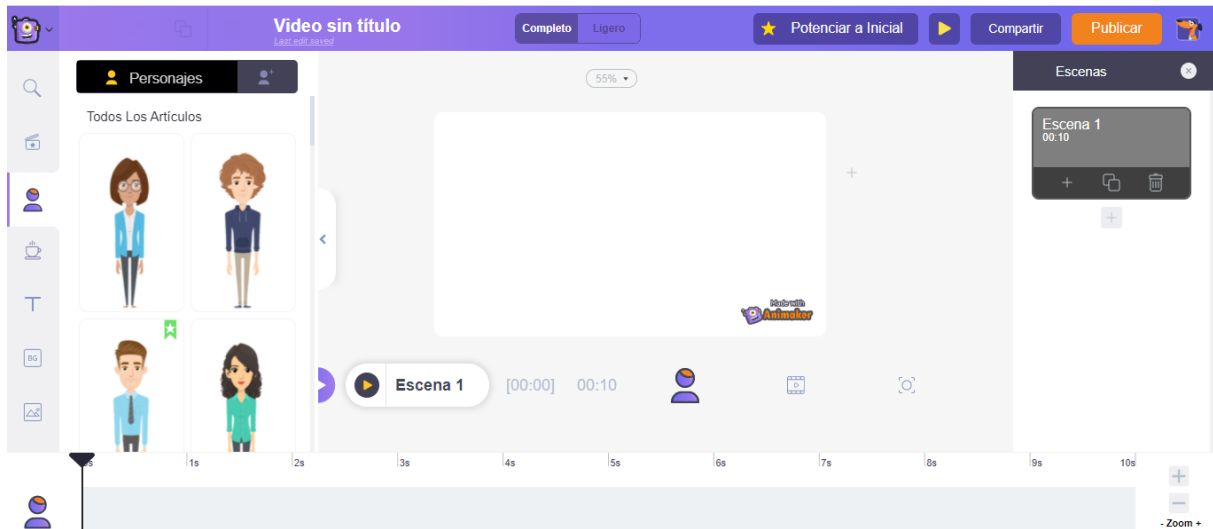 Video sin título
Last edit saved
Completo Ligero
Potenciar a Inicial
Compartir
Publicar
Personajes
55%
Escenas
Todos Los Artículos
Escena 1
00:10
Made with
Animaker
BG
Escena 1 [00:00] 00:10
0s 1s 2s 3s 4s 5s 6s 7s 8s 9s 10s
- Zoom +